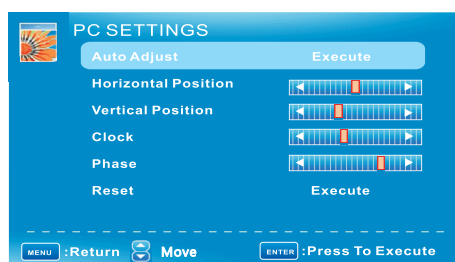 PC SETTINGS
Auto Adjust Execute
Horizontal Position
Vertical Position
Clock
Phase
Reset Execute
MENU :Return Move ENTER :Press To Execute